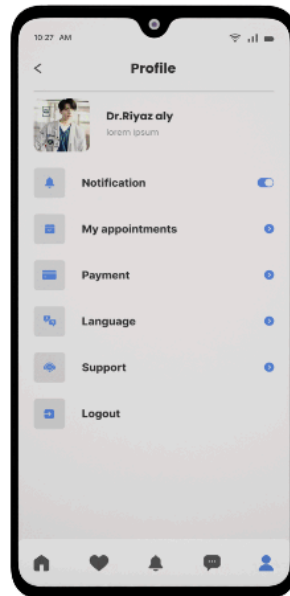 10:27 AM
Profile
Dr.Riyaz aly
lorem ipsum
Notification
My appointments
Payment
Language
Support
Logout